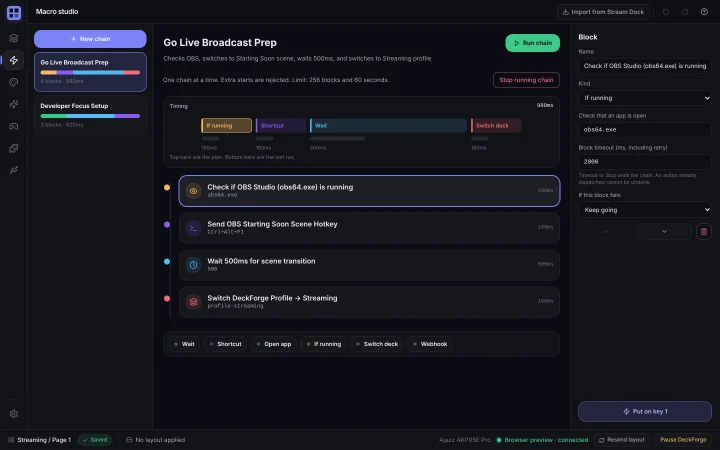 Macro studio
Import from Stream Dock
New chain
Go Live Broadcast Prep
4 blocks · 980ms
Developer Focus Setup
3 blocks · 620ms
Go Live Broadcast Prep
Run chain
Checks OBS, switches to Starting Soon scene, waits 500ms, and switches to Streaming profile.
One chain at a time. Extra starts are rejected. Limit: 256 blocks and 60 seconds.
Stop running chain
Timing
980ms
If running
Shortcut
Wait
Switch deck
500ms
Top bars are the plan. Bottom bars are the last run.
Check if OBS Studio (obs64.exe) is running
obs64.exe
Send OBS Starting Soon Scene Hotkey
Ctrl+Alt+F1
Wait 500ms for scene transition
500
500ms
Switch DeckForge Profile → Streaming
profile-streaming
Wait
Shortcut
Open app
If running
Switch deck
Webhook
Block
Name
Check if OBS Studio (obs64.exe) is running
Kind
If running
Check that an app is open
obs64.exe
Block timeout (ms, including retry)
2000
Timeout or Stop ends the chain. An action already
dispatched cannot be undone.
If this block fails
Keep going
Put on key 1
Streaming / Page 1
Saved
No layout applied
Ajazz AKP05E Pro
Browser preview · connected
Resend layout
Pause DeckForge